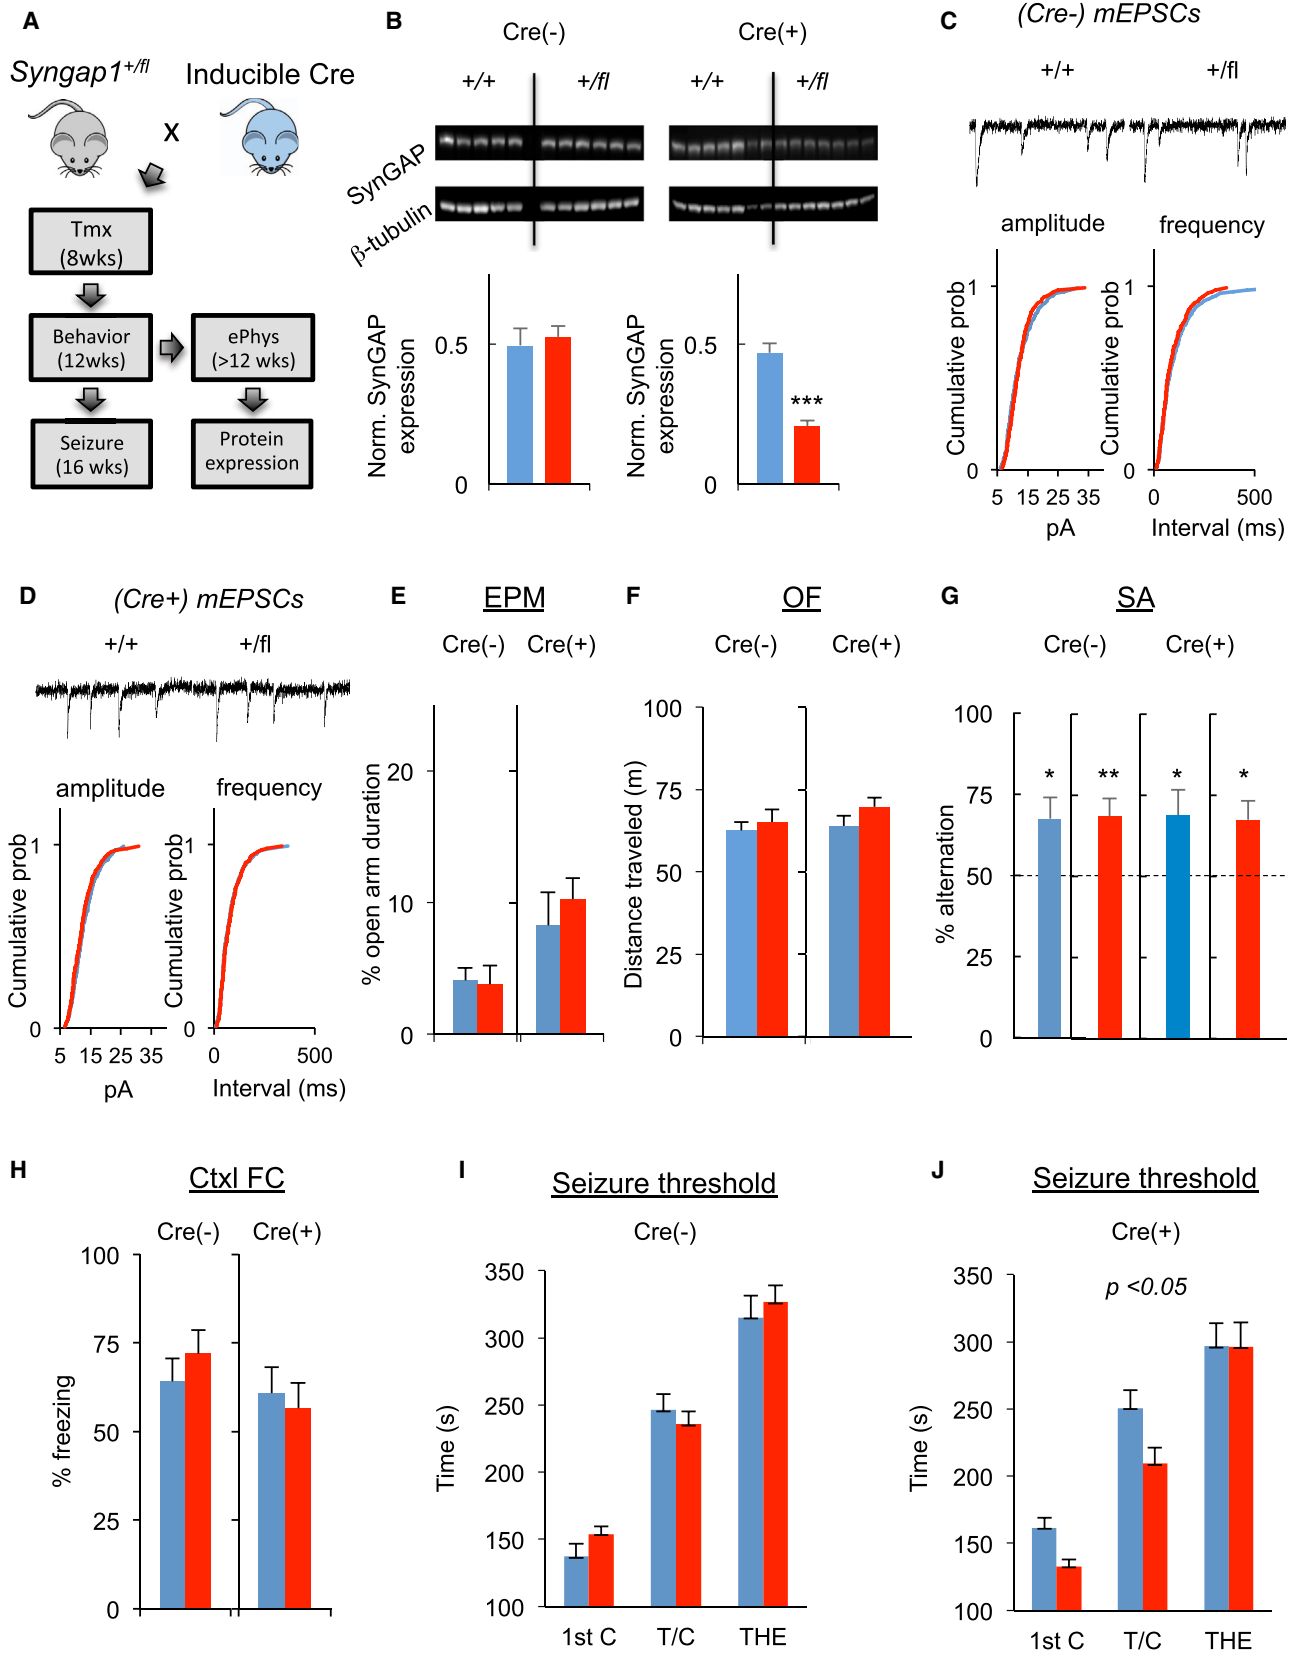 A
Syngap1+/fl
Inducible Cre
X
Tmx
(8wks)
Behavior
(12wks)
ePhys
(>12 wks)
Seizure
(16 wks)
Protein
expression
B
Cre(-)
Cre(+)
+/+
+/fl
+/+
+/fl
SynGAP
β-tubulin
Norm. SynGAP
expression
0.5
0
Norm. SynGAP
expression
0.5
0
***
C
(Cre-) mEPSCs
+/+
+/fl
amplitude
frequency
Cumulative prob
1
0
5 15 25 35
pA
Cumulative prob
1
0
0 500
Interval (ms)
D
(Cre+) mEPSCs
+/+
+/fl
amplitude
frequency
Cumulative prob
1
0
5 15 25 35
pA
Cumulative prob
1
0
0 500
Interval (ms)
E
EPM
Cre(-)
Cre(+)
% open arm duration
20
10
0
F
OF
Cre(-)
Cre(+)
Distance traveled (m)
100
75
50
25
0
G
SA
Cre(-)
Cre(+)
% alternation
100
75
50
25
0
*
**
*
*
H
Ctxl FC
Cre(-)
Cre(+)
% freezing
100
75
50
25
0
I
Seizure threshold
Cre(-)
Time (s)
350
300
250
200
150
100
1st C
T/C
THE
J
Seizure threshold
Cre(+)
p <0.05
Time (s)
350
300
250
200
150
100
1st C
T/C
THE